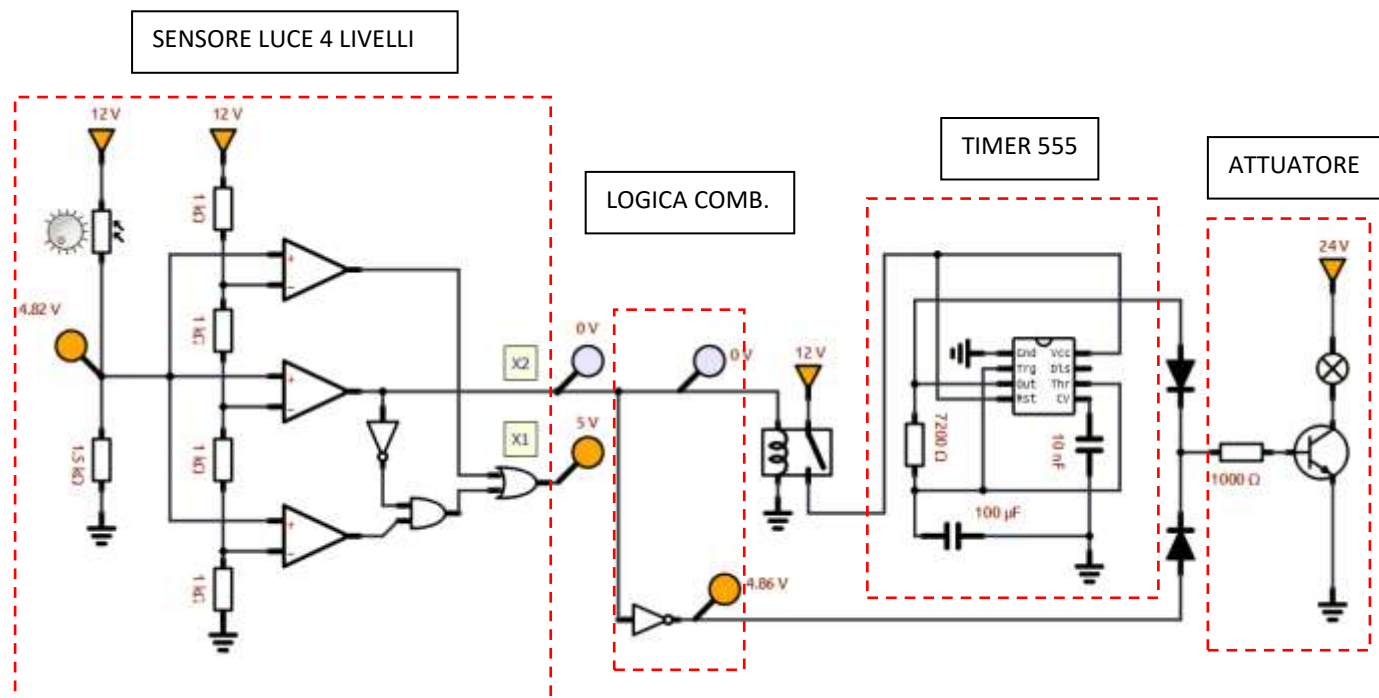 SENSORE LUCE 4 LIVELLI
LOGICA COMB.
TIMER 555
ATTUATORE
12 V
12 V
1 kΩ
4.82 V
1 kΩ
1.5 kΩ
1 kΩ
1 kΩ
+
−
+
−
+
−
X2
0 V
X1
5 V
0 V
4.86 V
12 V
Gnd
Trg
Out
Rst
Vcc
Dis
Thr
CV
7200 Ω
10 nF
100 µF
24 V
1000 Ω